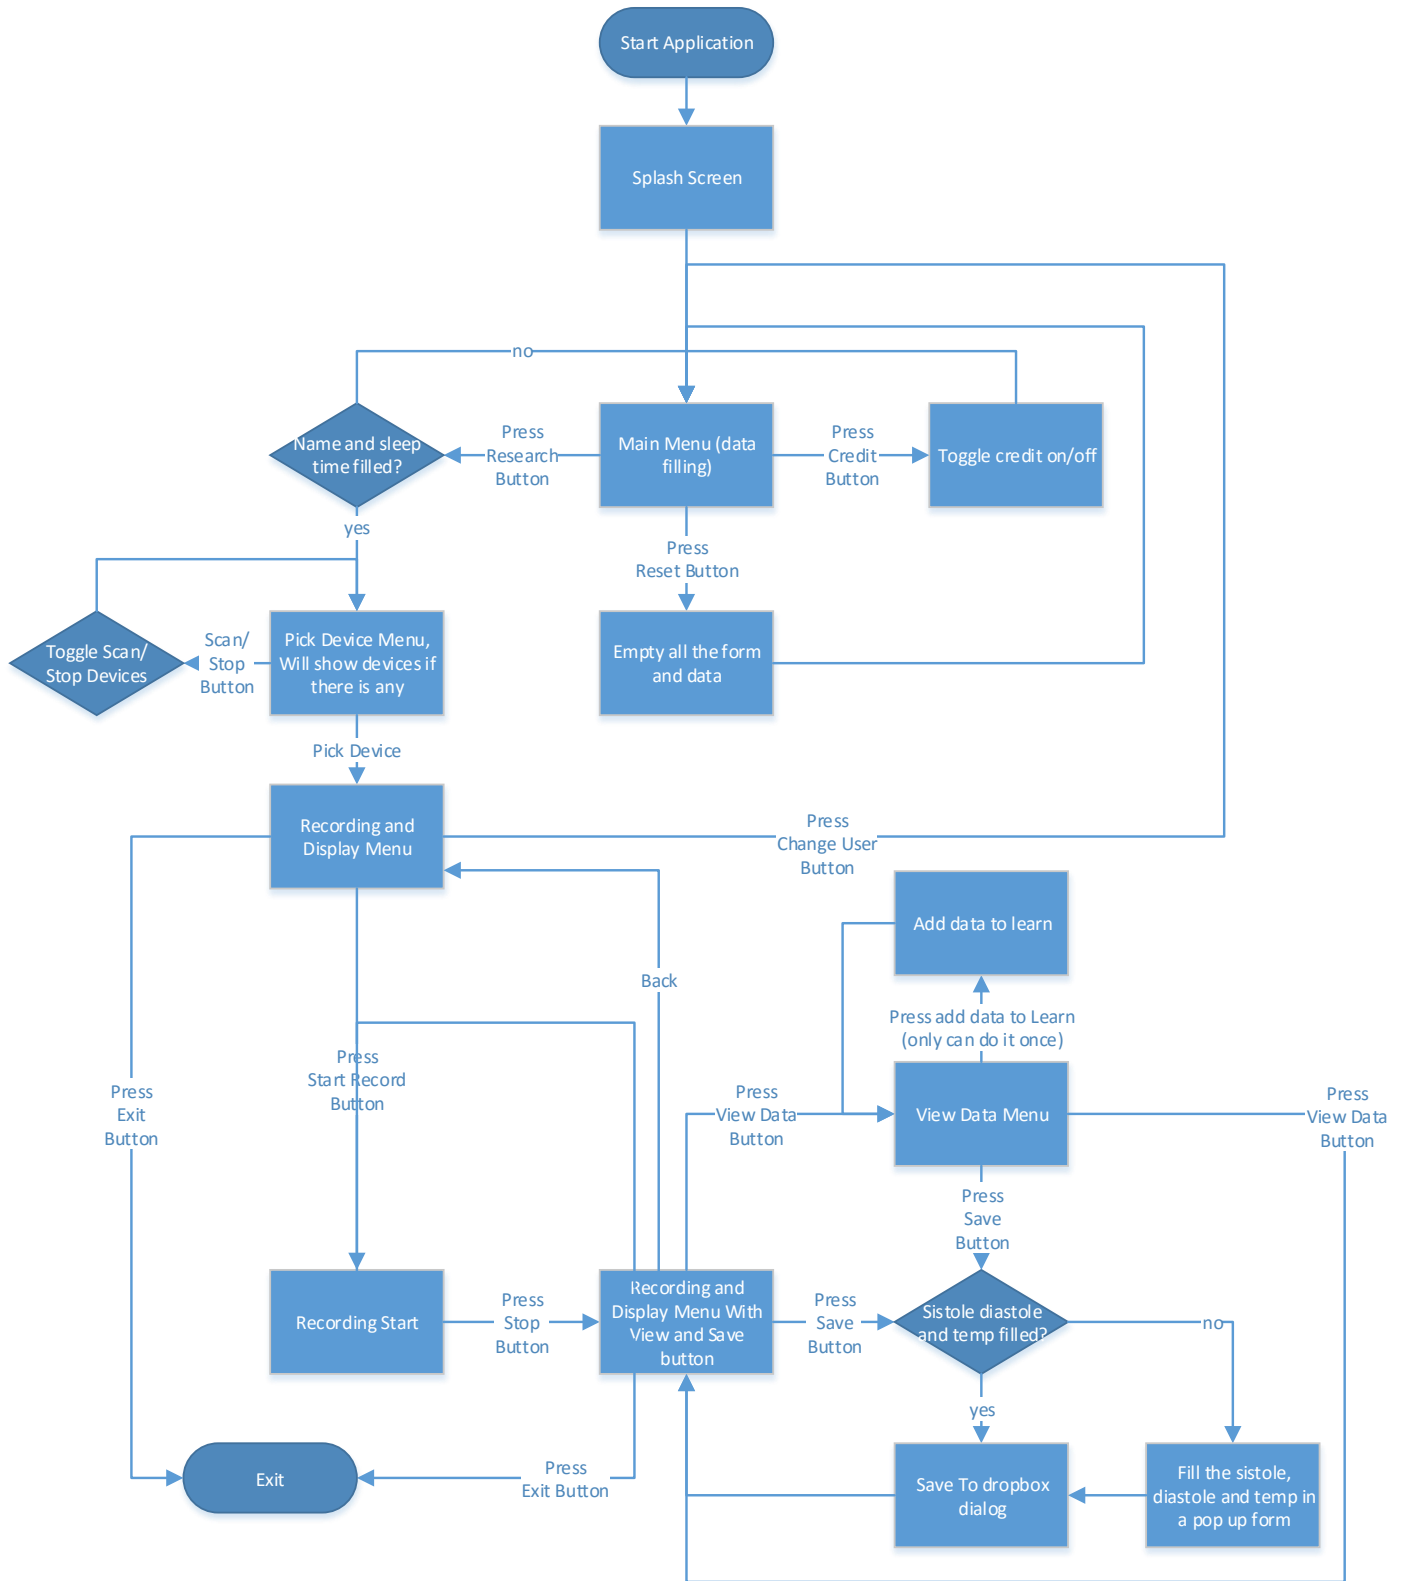 Start Application
Splash Screen
no
Name and sleep
time filled?
Press
Research
Button
Main Menu (data
filling)
Press
Credit
Button
Toggle credit on/off
yes
Press
Reset Button
Toggle Scan/
Stop Devices
Scan/
Stop
Button
Pick Device Menu,
Will show devices if
there is any
Empty all the form
and data
Pick Device
Recording and
Display Menu
Press
Change User
Button
Add data to learn
Back
Press add data to Learn
(only can do it once)
Press
Start Record
Button
Press
Exit
Button
Press
View Data
Button
View Data Menu
Press
View Data
Button
Press
Save
Button
Recording Start
Press
Stop
Button
Recording and
Display Menu With
View and Save
button
Press
Save
Button
Sistole diastole
and temp filled?
no
yes
Exit
Press
Exit Button
Save To dropbox
dialog
Fill the sistole,
diastole and temp in
a pop up form